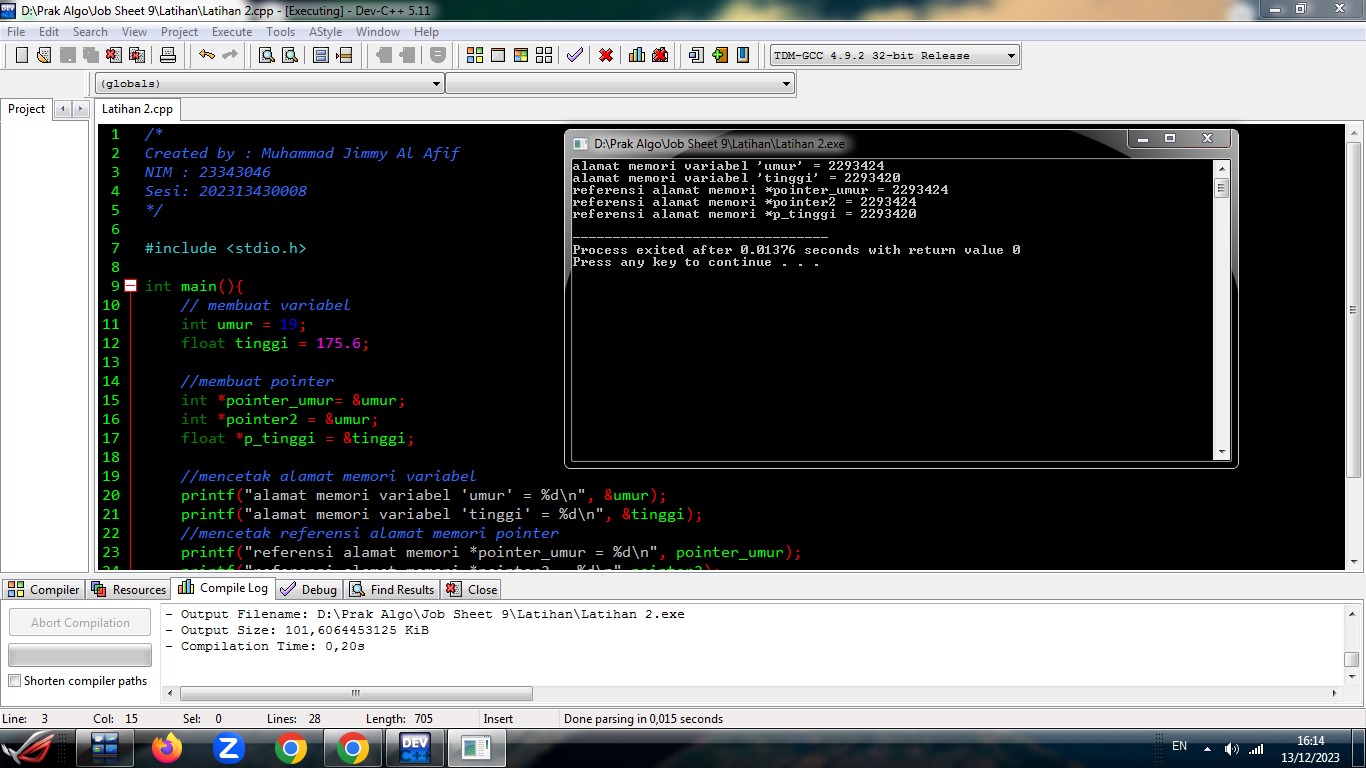 D:\Prak Algo\Job Sheet 9\Latihan\Latihan 2.cpp - [Executing] - Dev-C++ 5.11
File Edit Search View Project Execute Tools AStyle Window Help
TDM-GCC 4.9.2 32-bit Release
(globals)
Project
Latihan 2.cpp
1 /*
2 Created by : Muhammad Jimmy Al Afif
3 NIM : 23343046
4 Sesi: 202313430008
5 */
6
7 #include <stdio.h>
8
9 int main(){
10 // membuat variabel
11 int umur = 19;
12 float tinggi = 175.6;
13
14 //membuat pointer
15 int *pointer_umur= &umur;
16 int *pointer2 = &umur;
17 float *p_tinggi = &tinggi;
18
19 //mencetak alamat memori variabel
20 printf("alamat memori variabel 'umur' = %d\n", &umur);
21 printf("alamat memori variabel 'tinggi' = %d\n", &tinggi);
22 //mencetak referensi alamat memori pointer
23 printf("referensi alamat memori *pointer_umur = %d\n", pointer_umur);
24 printf("referensi alamat memori *pointer2 = %d\n",pointer2);
D:\Prak Algo\Job Sheet 9\Latihan\Latihan 2.exe
alamat memori variabel 'umur' = 2293424
alamat memori variabel 'tinggi' = 2293420
referensi alamat memori *pointer_umur = 2293424
referensi alamat memori *pointer2 = 2293424
referensi alamat memori *p_tinggi = 2293420
--------------------------------
Process exited after 0.01376 seconds with return value 0
Press any key to continue . . .
Compiler Resources Compile Log Debug Find Results Close
Abort Compilation
Shorten compiler paths
- Output Filename: D:\Prak Algo\Job Sheet 9\Latihan\Latihan 2.exe
- Output Size: 101,6064453125 KiB
- Compilation Time: 0,20s
Line: 3 Col: 15 Sel: 0 Lines: 28 Length: 705 Insert Done parsing in 0,015 seconds
Z
DEV C++
EN
16:14
13/12/2023